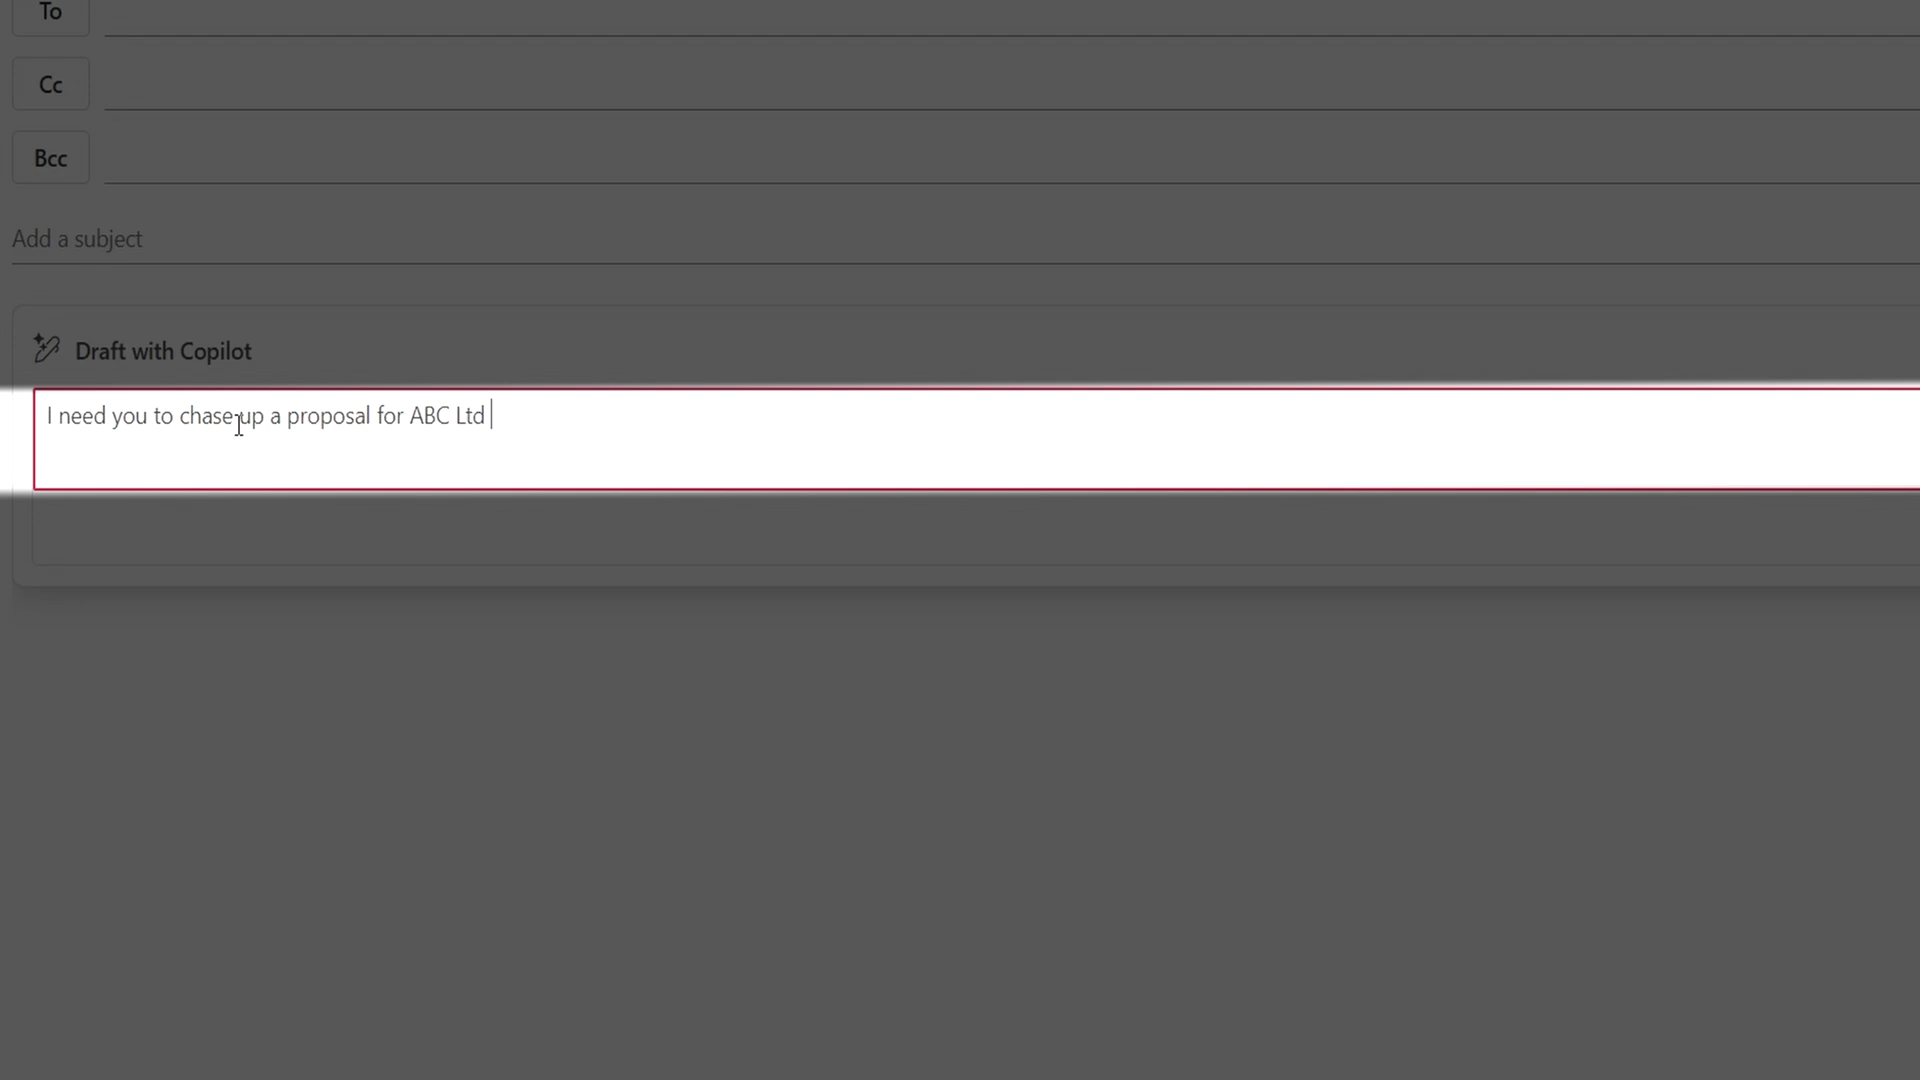 To
Cc
Bcc
Add a subject
Draft with Copilot
I need you to chase up a proposal for ABC Ltd